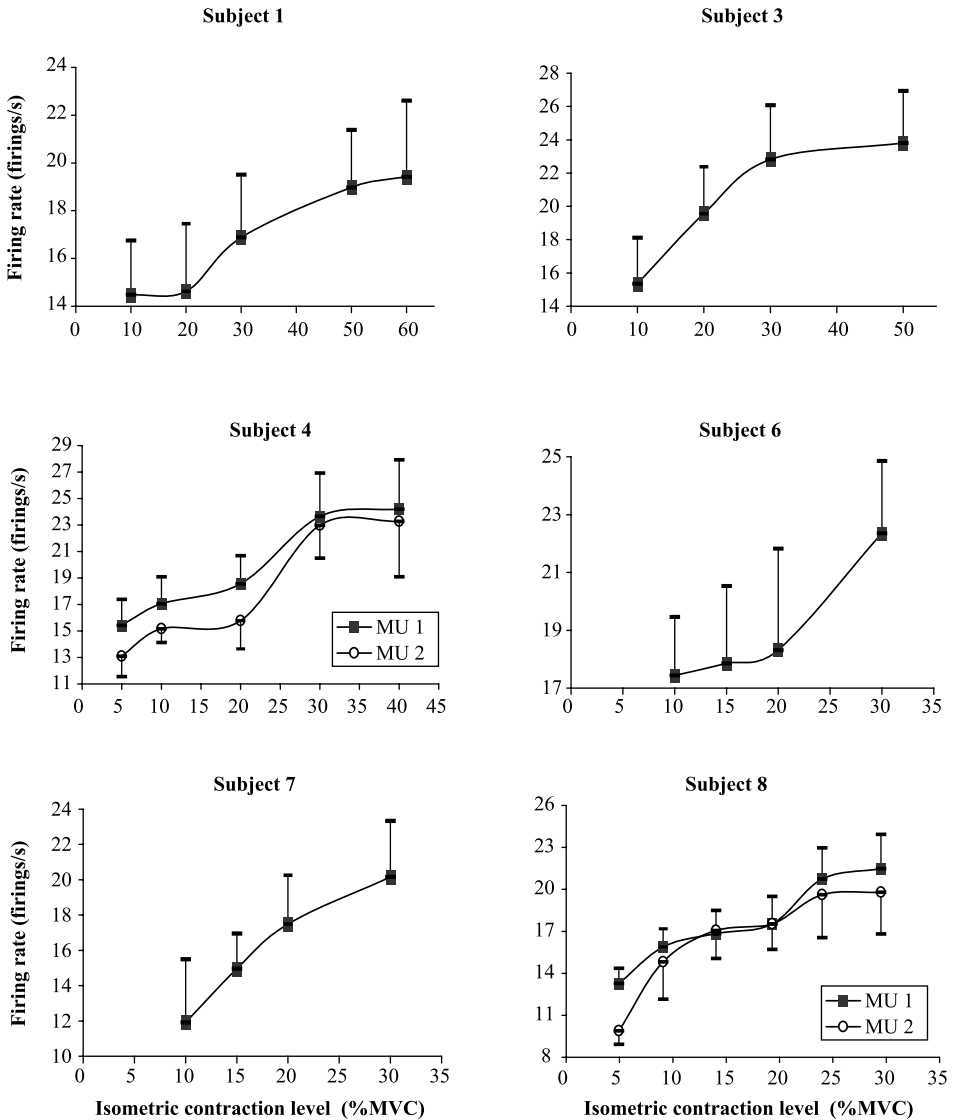 Subject 1
Subject 3
Firing rate (firings/s)
24
22
20
18
16
14
0 10 20 30 40 50 60
28
26
24
22
20
18
16
14
0 10 20 30 40 50
Subject 4
Subject 6
Firing rate (firings/s)
29
27
25
23
21
19
17
15
13
11
0 5 10 15 20 25 30 35 40 45
MU 1
MU 2
25
23
21
19
17
0 5 10 15 20 25 30 35
Subject 7
Subject 8
Firing rate (firings/s)
24
22
20
18
16
14
12
10
0 5 10 15 20 25 30 35
Isometric contraction level (%MVC)
26
23
20
17
14
11
8
0 5 10 15 20 25 30 35
MU 1
MU 2
Isometric contraction level (%MVC)